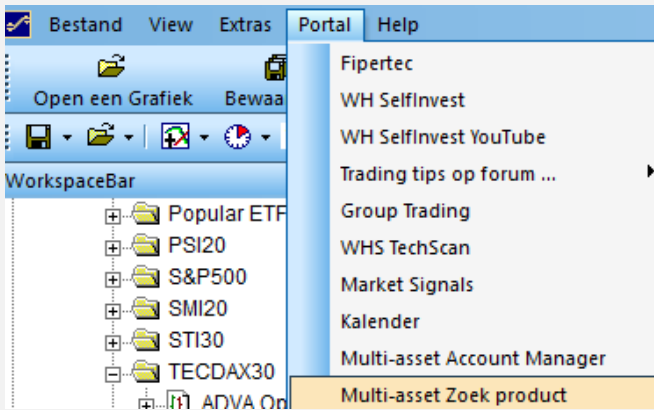 Bestand View Extras Portal Help
Open een Grafiek Bewaa
WorkspaceBar
Popular ETF
PSI20
S&P500
SMI20
STI30
TECDAX30
ADVA Op
Fipertec
WH SelfInvest
WH SelfInvest YouTube
Trading tips op forum ...
Group Trading
WHS TechScan
Market Signals
Kalender
Multi-asset Account Manager
Multi-asset Zoek product